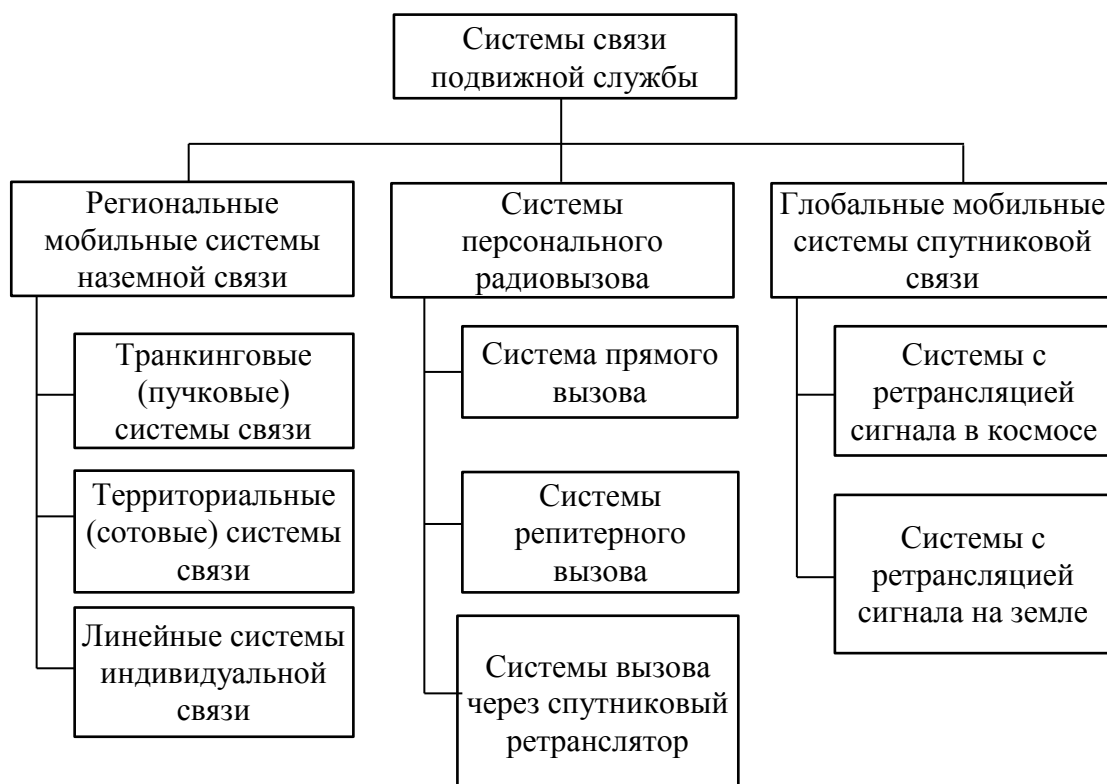 Системы связи
подвижной службы
Региональные
мобильные системы
наземной связи
Транкинговые
(пучковые)
системы связи
Территориальные
(сотовые) системы
связи
Линейные системы
индивидуальной
связи
Системы
персонального
радиовызова
Система прямого
вызова
Системы
репитерного
вызова
Системы вызова
через спутниковый
ретранслятор
Глобальные мобильные
системы спутниковой
связи
Системы с
ретрансляцией
сигнала в космосе
Системы с
ретрансляцией
сигнала на земле